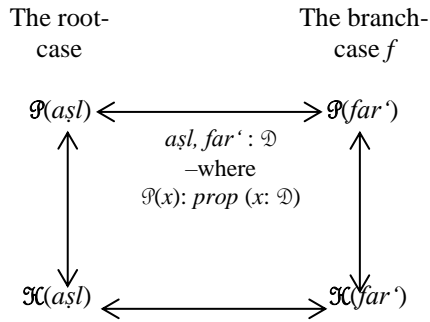 The root-
case
The branch-
case f
𝒫(aṣl)
𝒫(far‘)
aṣl, far‘ : 𝒟
–where
𝒫(x): prop (x: 𝒟)
ℋ(aṣl)
ℋ(far‘)